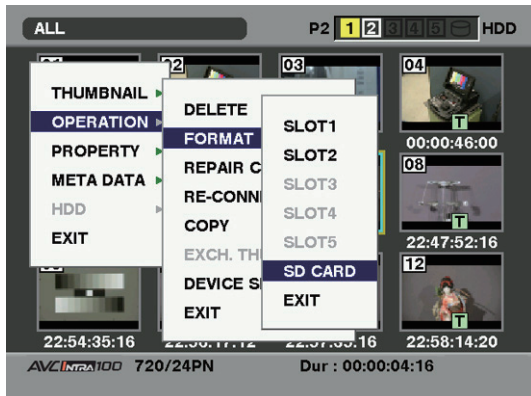 ALL
P2 1 2 3 4 5 HDD
02 03 04
THUMBNAIL
OPERATION
PROPERTY
META DATA
HDD
EXIT
DELETE
FORMAT
REPAIR C
RE-CONN
COPY
EXCH. TH
DEVICE S
EXIT
SLOT1
SLOT2
SLOT3
SLOT4
SLOT5
SD CARD
EXIT
T
00:00:46:00
08
T
22:47:52:16
12
T
22:54:35:16 22:58:14:20
AVC INTRA 100 720/24PN Dur : 00:00:04:16